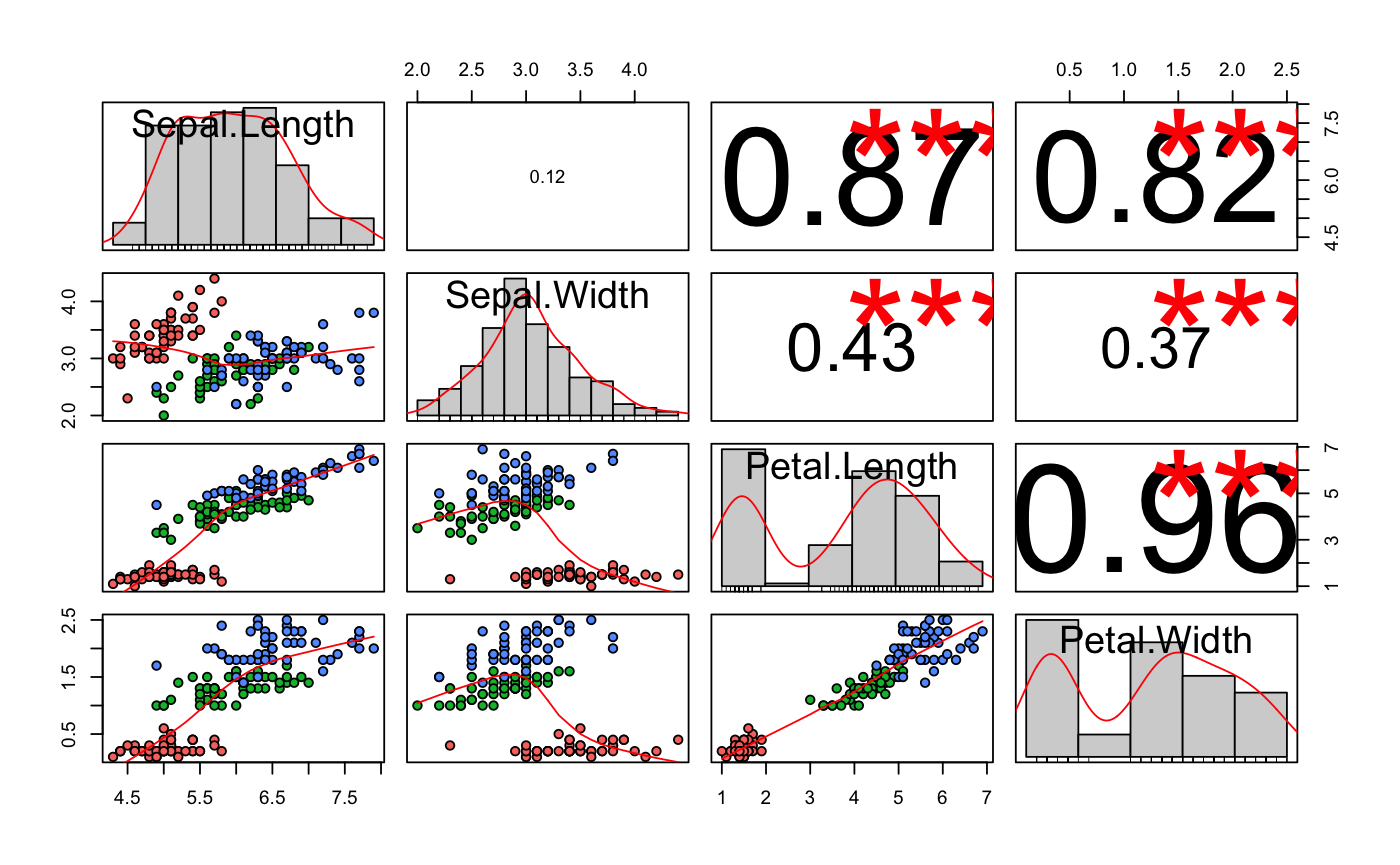 2.0 2.5 3.0 3.5 4.0 0.5 1.0 1.5 2.0 2.5
Sepal.Length 0.12 0.87 *** 0.82 *** 4.5 6.0 7.5
2.0 3.0 4.0 Sepal.Width 0.43 *** 0.37 ***
Petal.Length 0.96 *** 1 3 5 7
0.5 1.5 2.5 Petal.Width
4.5 5.5 6.5 7.5 1 2 3 4 5 6 7